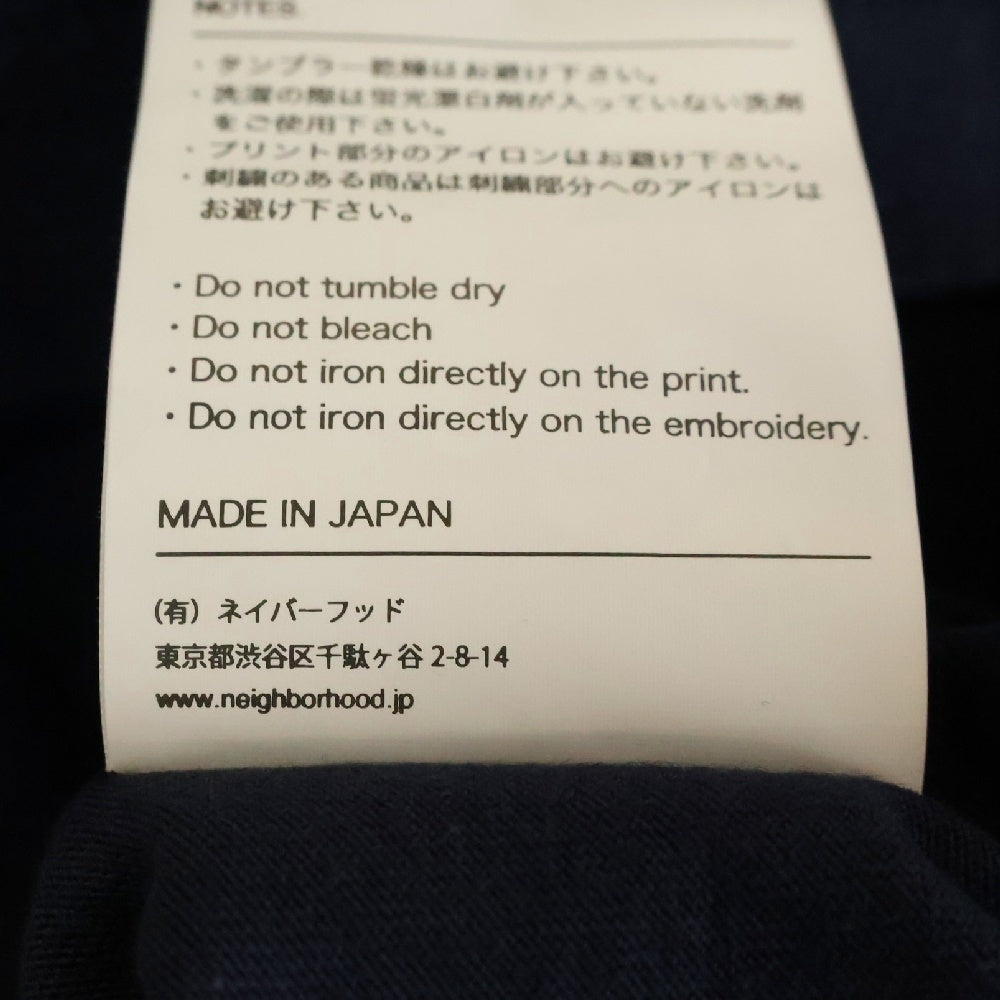 NOTES.
・タンブラー乾燥はお避け下さい。
・洗濯の際は蛍光漂白剤が入っていない洗剤
をご使用下さい。
・プリント部分のアイロンはお避け下さい。
・刺繍のある商品は刺繍部分へのアイロンは
お避け下さい。
・Do not tumble dry
・Do not bleach
・Do not iron directly on the print.
・Do not iron directly on the embroidery.
MADE IN JAPAN
(有) ネイバーフッド
東京都渋谷区千駄ヶ谷 2-8-14
www.neighborhood.jp